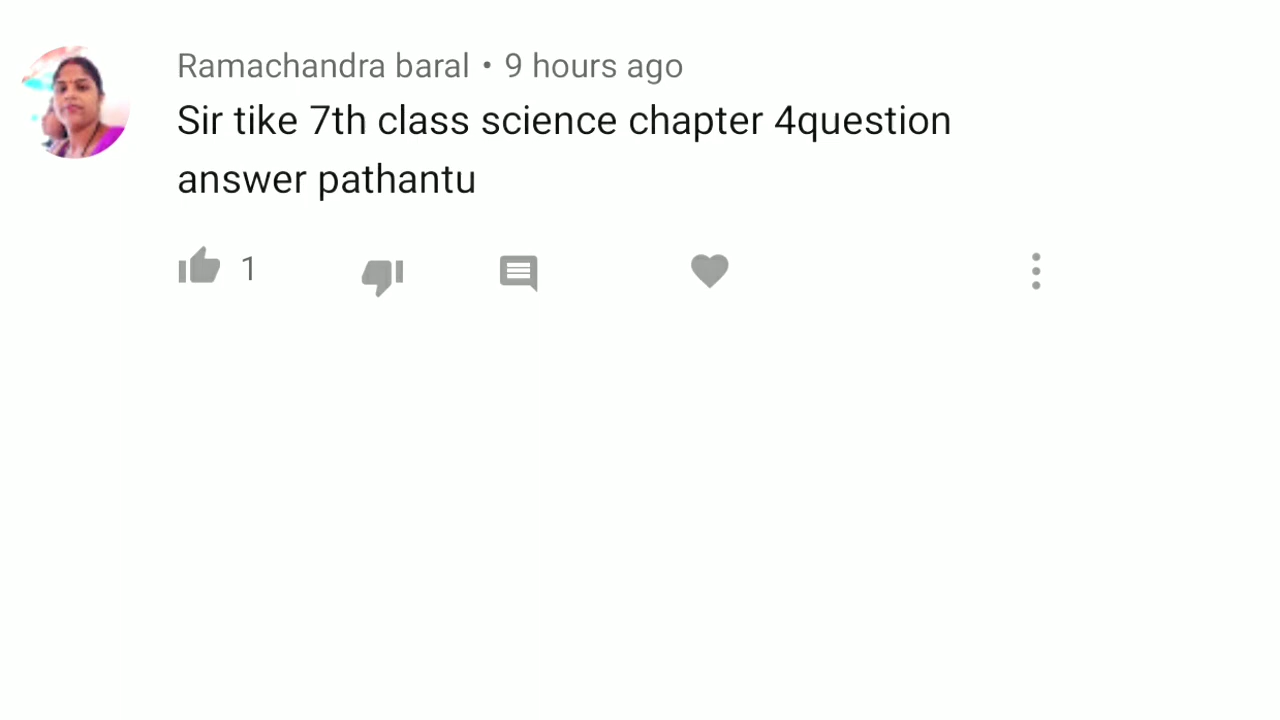 Ramachandra baral • 9 hours ago
Sir tike 7th class science chapter 4question
answer pathantu
1